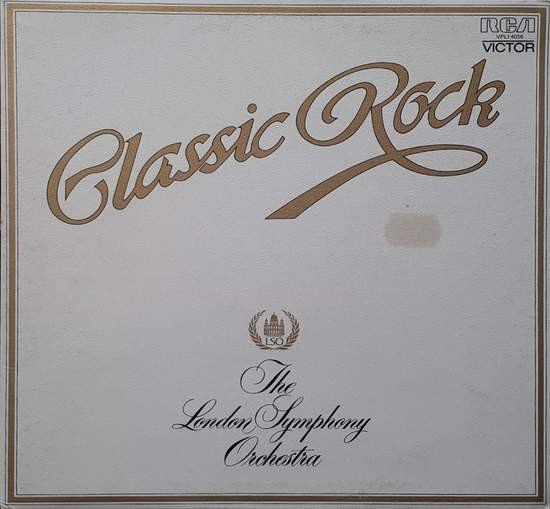 RCA
VPL1 4056
VICTOR
Classic Rock
LSO
The
London Symphony
Orchestra